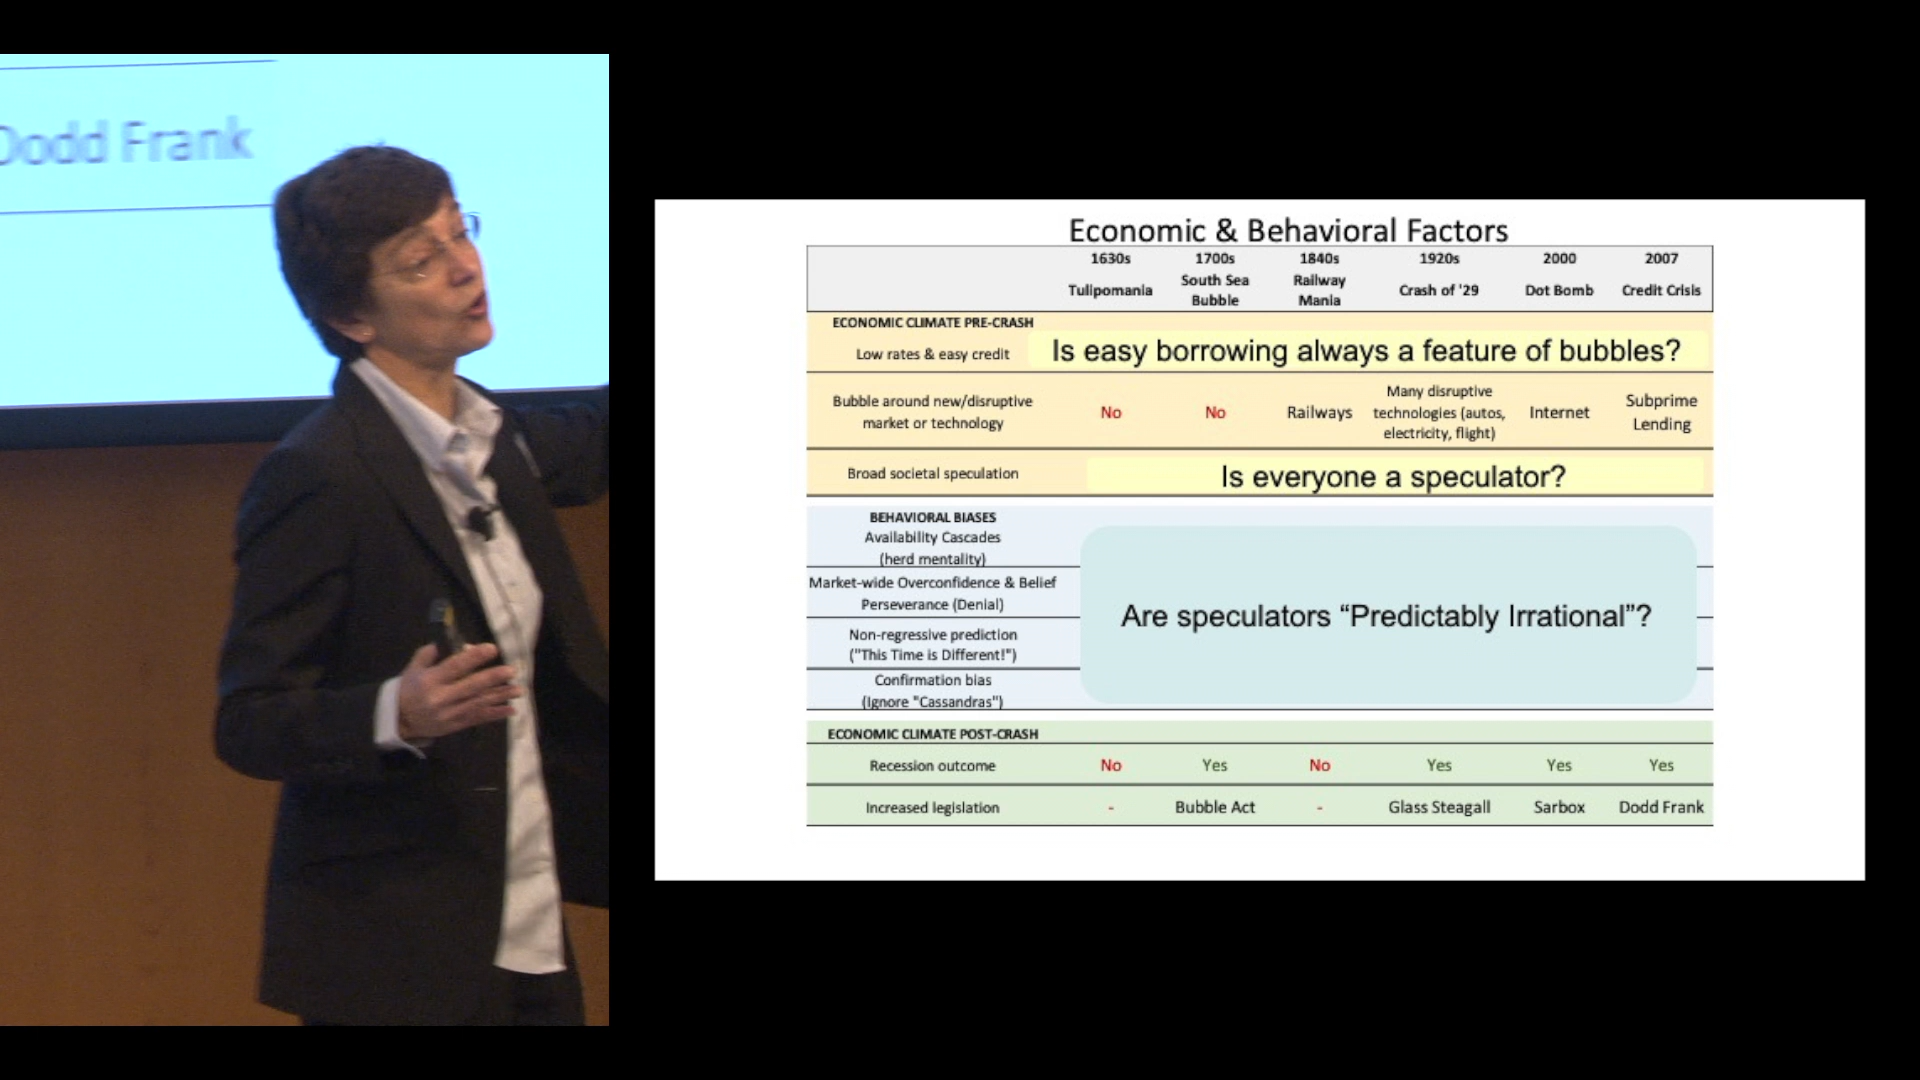 Dodd Frank
Economic & Behavioral Factors
1630s 1700s 1840s 1920s 2000 2007
Tulipomania South Sea Bubble Railway Mania Crash of '29 Dot Bomb Credit Crisis
ECONOMIC CLIMATE PRE-CRASH
Low rates & easy credit Is easy borrowing always a feature of bubbles?
Bubble around new/disruptive
market or technology
No No Railways Many disruptive technologies (autos, electricity, flight) Internet Subprime Lending
Broad societal speculation Is everyone a speculator?
BEHAVIORAL BIASES
Availability Cascades
(herd mentality)
Market-wide Overconfidence & Belief
Perseverance (Denial)
Non-regressive prediction
("This Time is Different!")
Confirmation bias
(Ignore "Cassandras")
Are speculators “Predictably Irrational”?
ECONOMIC CLIMATE POST-CRASH
Recession outcome No Yes No Yes Yes Yes
Increased legislation - Bubble Act - Glass Steagall Sarbox Dodd Frank